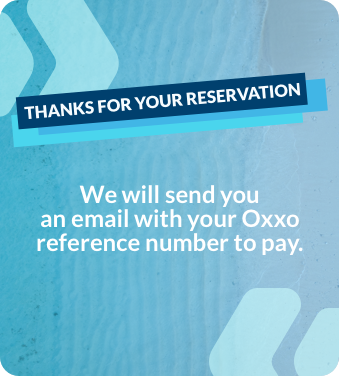 THANKS FOR YOUR RESERVATION
We will send you
an email with your Oxxo
reference number to pay.